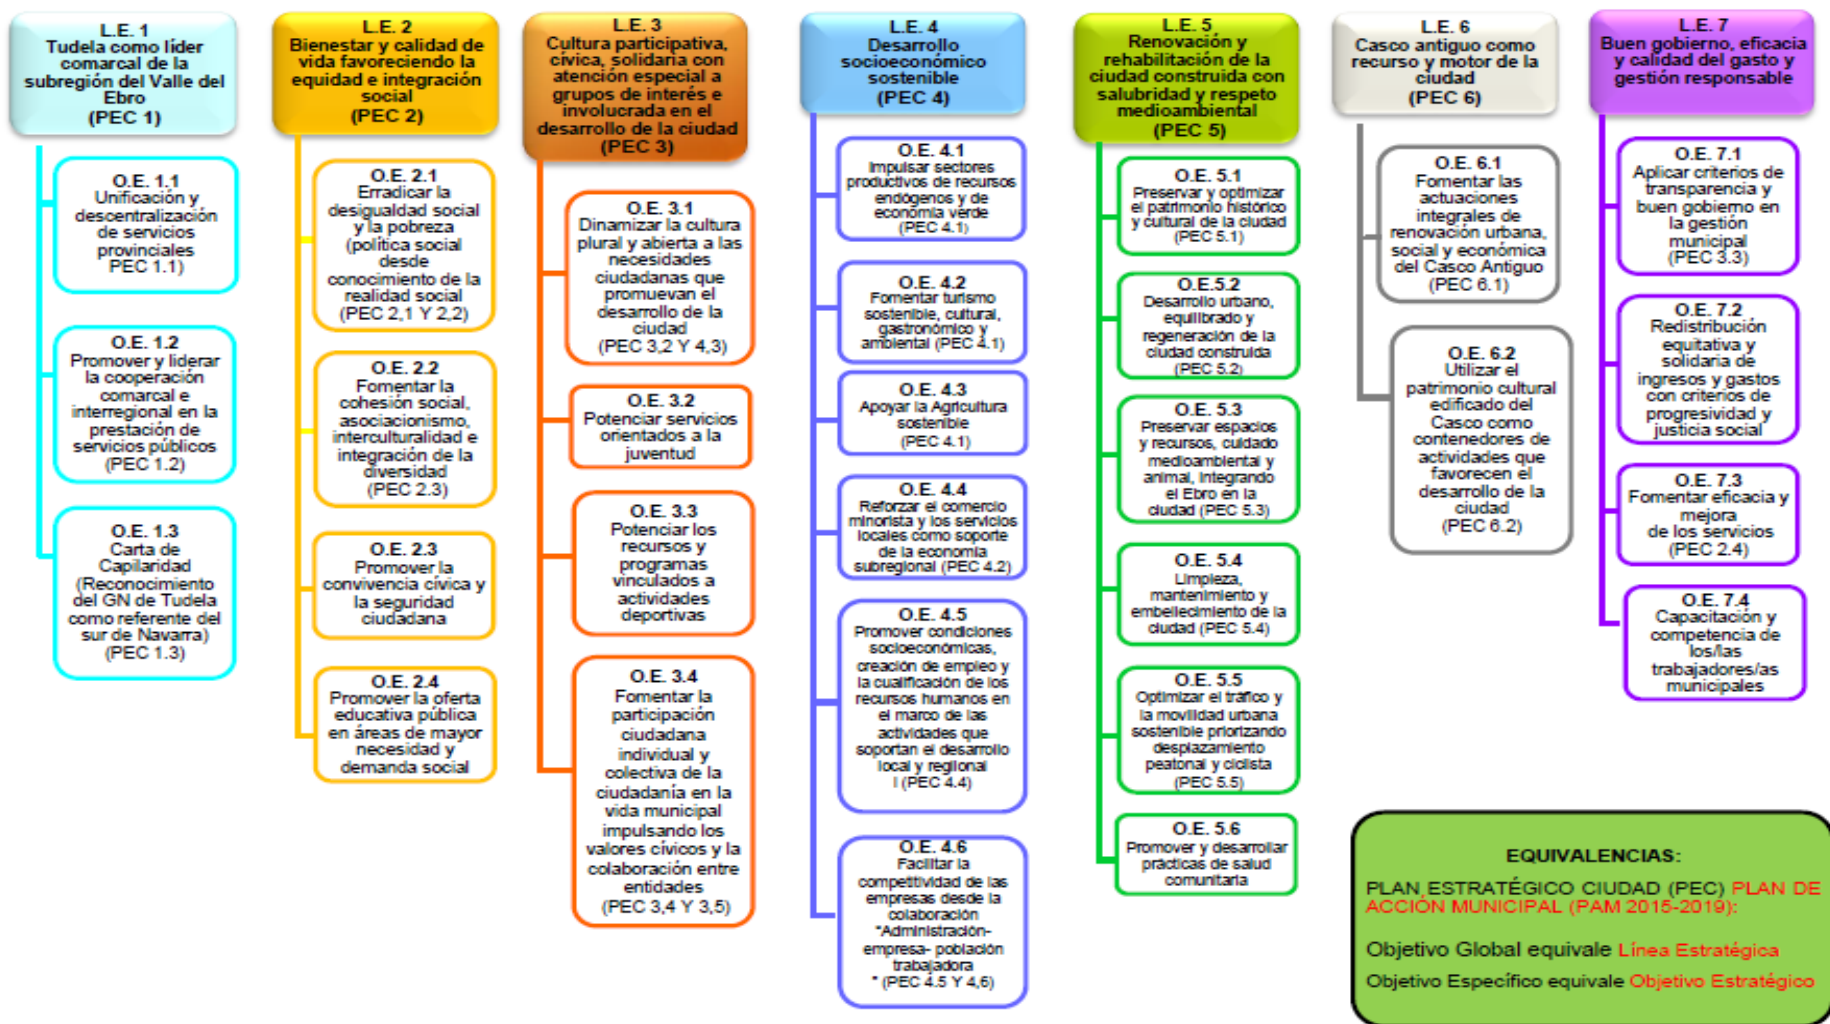 L.E. 1
Tudela como líder
comarcal de la
subregión del Valle del
Ebro
(PEC 1)
O.E. 1.1
Unificación y
descentralización
de servicios
provinciales
PEC 1.1)
O.E. 1.2
Promover y liderar
la cooperación
comarcal e
interregional en la
prestación de
servicios públicos
(PEC 1.2)
O.E. 1.3
Carta de
Capilaridad
(Reconocimiento
del GN de Tudela
como referente del
sur de Navarra)
(PEC 1.3)
L.E. 2
Bienestar y calidad de
vida favoreciendo la
equidad e integración
social
(PEC 2)
O.E. 2.1
Erradicar la
desigualdad social
y la pobreza
(política social
desde
conocimiento de la
realidad social
(PEC 2,1 Y 2,2)
O.E. 2.2
Fomentar la
cohesión social,
asociacionismo,
interculturalidad e
integración de la
diversidad
(PEC 2.3)
O.E. 2.3
Promover la
convivencia cívica y
la seguridad
ciudadana
O.E. 2.4
Promover la oferta
educativa pública
en áreas de mayor
necesidad y
demanda social
L.E. 3
Cultura participativa,
cívica, solidaria con
atención especial a
grupos de interés e
involucrada en el
desarrollo de la ciudad
(PEC 3)
O.E. 3.1
Dinamizar la cultura
plural y abierta a las
necesidades
ciudadanas que
promuevan el
desarrollo de la
ciudad
(PEC 3,2 Y 4,3)
O.E. 3.2
Potenciar servicios
orientados a la
juventud
O.E. 3.3
Potenciar los
recursos y
programas
vinculados a
actividades
deportivas
O.E. 3.4
Fomentar la
participación
ciudadana
individual y
colectiva de la
ciudadanía en la
vida municipal
impulsando los
valores cívicos y la
colaboración entre
entidades
(PEC 3,4 Y 3,5)
L.E. 4
Desarrollo
socioeconómico
sostenible
(PEC 4)
O.E. 4.1
Impulsar sectores
productivos de recursos
endógenos y de
economía verde
(PEC 4.1)
O.E. 4.2
Fomentar turismo
sostenible, cultural,
gastronómico y
ambiental (PEC 4.1)
O.E. 4.3
Apoyar la Agricultura
sostenible
(PEC 4.1)
O.E. 4.4
Reforzar el comercio
minorista y los servicios
locales como soporte
de la economía
subregional (PEC 4.2)
O.E. 4.5
Promover condiciones
socioeconómicas,
creación de empleo y
la cualificación de los
recursos humanos en
el marco de las
actividades que
soportan el desarrollo
local y regional
l (PEC 4.4)
O.E. 4.6
Facilitar la
competitividad de las
empresas desde la
colaboración
"Administración-
empresa- población
trabajadora
" (PEC 4.5 Y 4,6)
L.E. 5
Renovación y
rehabilitación de la
ciudad construida con
salubridad y respeto
medioambiental
(PEC 5)
O.E. 5.1
Preservar y optimizar
el patrimonio histórico
y cultural de la ciudad
(PEC 5.1)
O.E.5.2
Desarrollo urbano,
equilibrado y
regeneración de la
ciudad construida
(PEC 5.2)
O.E. 5.3
Preservar espacios
y recursos, cuidado
medioambiental y
animal, integrando
el Ebro en la
ciudad (PEC 5.3)
O.E. 5.4
Limpieza,
mantenimiento y
embellecimiento de la
ciudad (PEC 5.4)
O.E. 5.5
Optimizar el tráfico y
la movilidad urbana
sostenible priorizando
desplazamiento
peatonal y ciclista
(PEC 5.5)
O.E. 5.6
Promover y desarrollar
prácticas de salud
comunitaria
L.E. 6
Casco antiguo como
recurso y motor de la
ciudad
(PEC 6)
O.E. 6.1
Fomentar las
actuaciones
integrales de
renovación urbana,
social y económica
del Casco Antiguo
(PEC 6.1)
O.E. 6.2
Utilizar el
patrimonio cultural
edificado del
Casco como
contenedores de
actividades que
favorecen el
desarrollo de la
ciudad
(PEC 6.2)
L.E. 7
Buen gobierno, eficacia
y calidad del gasto y
gestión responsable
O.E. 7.1
Aplicar criterios de
transparencia y
buen gobierno en
la gestión
municipal
(PEC 3.3)
O.E. 7.2
Redistribución
equitativa y
solidaria de
ingresos y gastos
con criterios de
progresividad y
justicia social
O.E. 7.3
Fomentar eficacia y
mejora
de los servicios
(PEC 2.4)
O.E. 7.4
Capacitación y
competencia de
los/las
trabajadores/as
municipales
EQUIVALENCIAS:
PLAN ESTRATÉGICO CIUDAD (PEC) PLAN DE
ACCIÓN MUNICIPAL (PAM 2015-2019):
Objetivo Global equivale Línea Estratégica
Objetivo Específico equivale Objetivo Estratégico